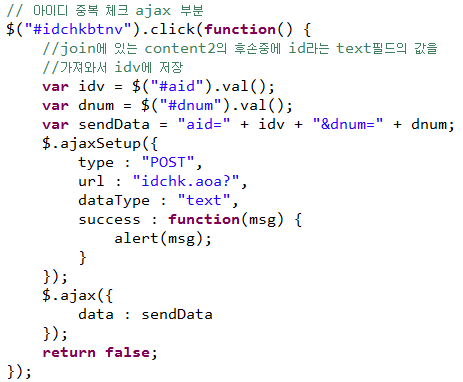 // 아이디 중복 체크 ajax 부분
$("#idchkbtnv").click(function() {
//join에 있는 content2의 후손중에 id라는 text필드의 값을
//가져와서 idv에 저장
var idv = $("#aid").val();
var dnum = $("#dnum").val();
var sendData = "aid=" + idv + "&dnum=" + dnum;
$.ajaxSetup({
type : "POST",
url : "idchk.aoa?",
dataType : "text",
success : function(msg) {
alert(msg);
}
});
$.ajax({
data : sendData
});
return false;
});